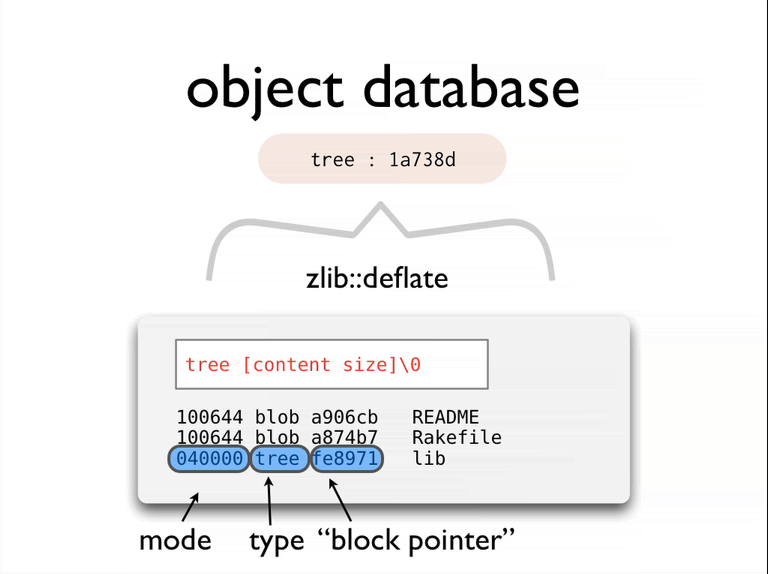 object database
tree : 1a738d
zlib::deflate
tree [content size]\0
100644 blob a906cb README
100644 blob a874b7 Rakefile
040000 tree fe8971 lib
mode type “block pointer”